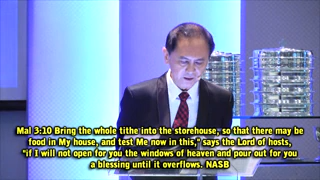 Mal 3:10 Bring the whole tithe into the storehouse, so that there may be
food in My house, and test Me now in this," says the Lord of hosts,
"if I will not open for you the windows of heaven and pour out for you
a blessing until it overflows. NASB